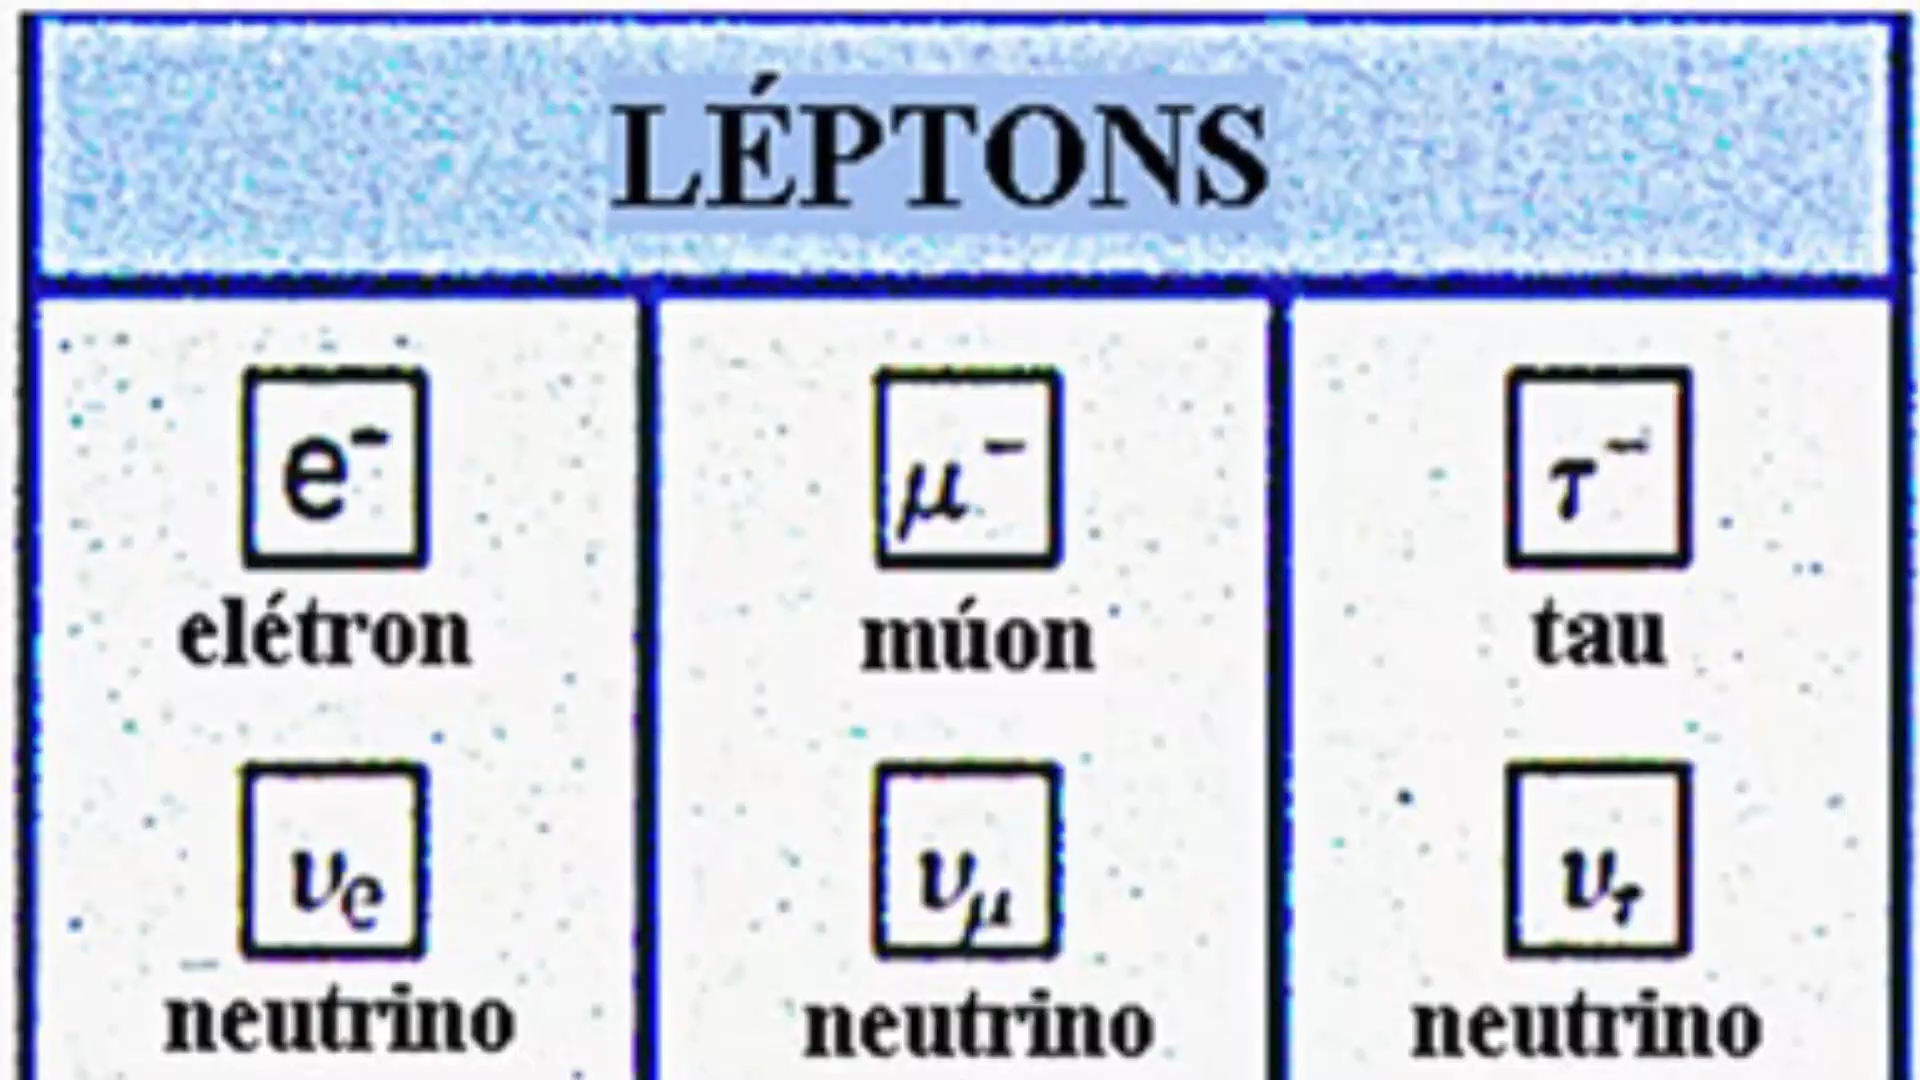 LÉPTONS
e⁻ μ⁻ τ⁻
elétron múon tau
νe νμ ντ
neutrino neutrino neutrino